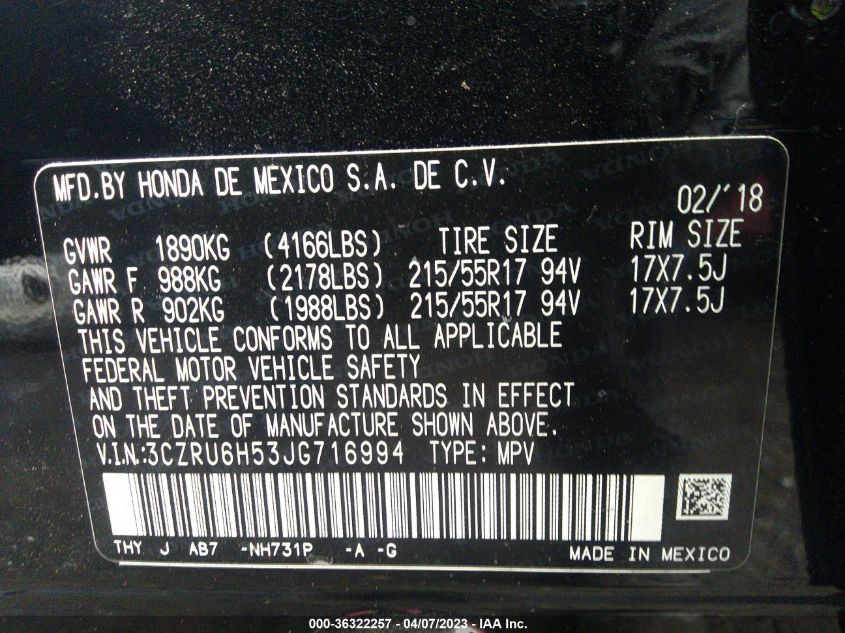 MFD.BY HONDA DE MEXICO S.A. DE C.V.
02/'18
GVWR 1890KG (4166LBS) TIRE SIZE RIM SIZE
GAWR F 988KG (2178LBS) 215/55R17 94V 17X7.5J
GAWR R 902KG (1988LBS) 215/55R17 94V 17X7.5J
THIS VEHICLE CONFORMS TO ALL APPLICABLE
FEDERAL MOTOR VEHICLE SAFETY
AND THEFT PREVENTION STANDARDS IN EFFECT
ON THE DATE OF MANUFACTURE SHOWN ABOVE.
V.I.N.:3CZRU6H53JG716994 TYPE: MPV
THY J AB7 -NH731P -A -G MADE IN MEXICO
000-36322257 - 04/07/2023 - IAA Inc.